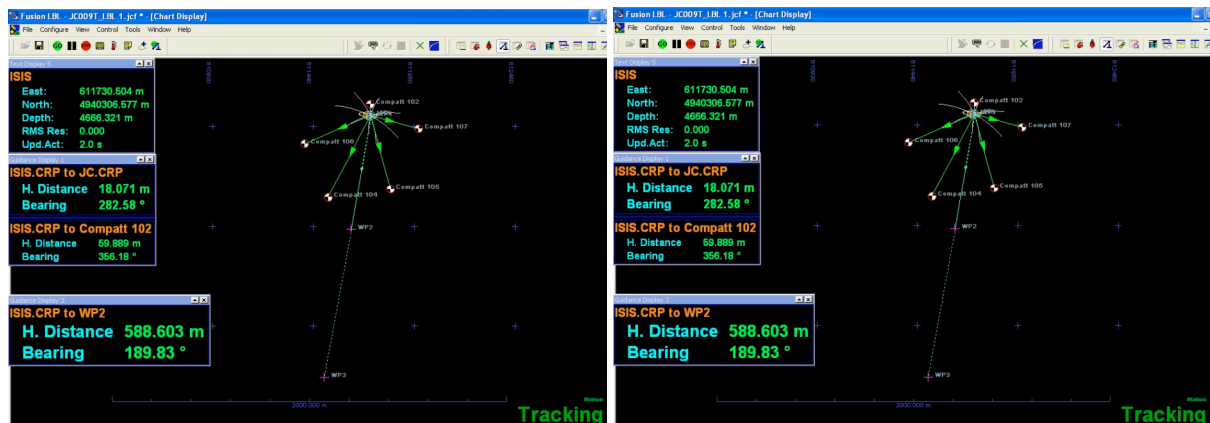 Fusion LBL - JC009T_LBL 1.jcf * - [Chart Display]
File Configure View Control Tools Window Help
Text Display 5
ISIS
East: 611730.504 m
North: 4940306.577 m
Depth: 4666.321 m
RMS Res: 0.000
Upd.Act: 2.0 s
Guidance Display 1
ISIS.CRP to JC.CRP
H. Distance 18.071 m
Bearing 282.58 °
ISIS.CRP to Compatt 102
H. Distance 59.889 m
Bearing 356.18 °
Guidance Display 3
ISIS.CRP to WP2
H. Distance 588.603 m
Bearing 189.83 °
Compatt 102
Compatt 107
Compatt 106
Compatt 105
Compatt 104
WP2
WP3
2000.000 m
Status:
Tracking
Fusion LBL - JC009T_LBL 1.jcf * - [Chart Display]
File Configure View Control Tools Window Help
Text Display 5
ISIS
East: 611730.504 m
North: 4940306.577 m
Depth: 4666.321 m
RMS Res: 0.000
Upd.Act: 2.0 s
Guidance Display 1
ISIS.CRP to JC.CRP
H. Distance 18.071 m
Bearing 282.58 °
ISIS.CRP to Compatt 102
H. Distance 59.889 m
Bearing 356.18 °
Guidance Display 3
ISIS.CRP to WP2
H. Distance 588.603 m
Bearing 189.83 °
Compatt 102
Compatt 107
Compatt 106
Compatt 105
Compatt 104
WP2
WP3
2000.000 m
Status:
Tracking